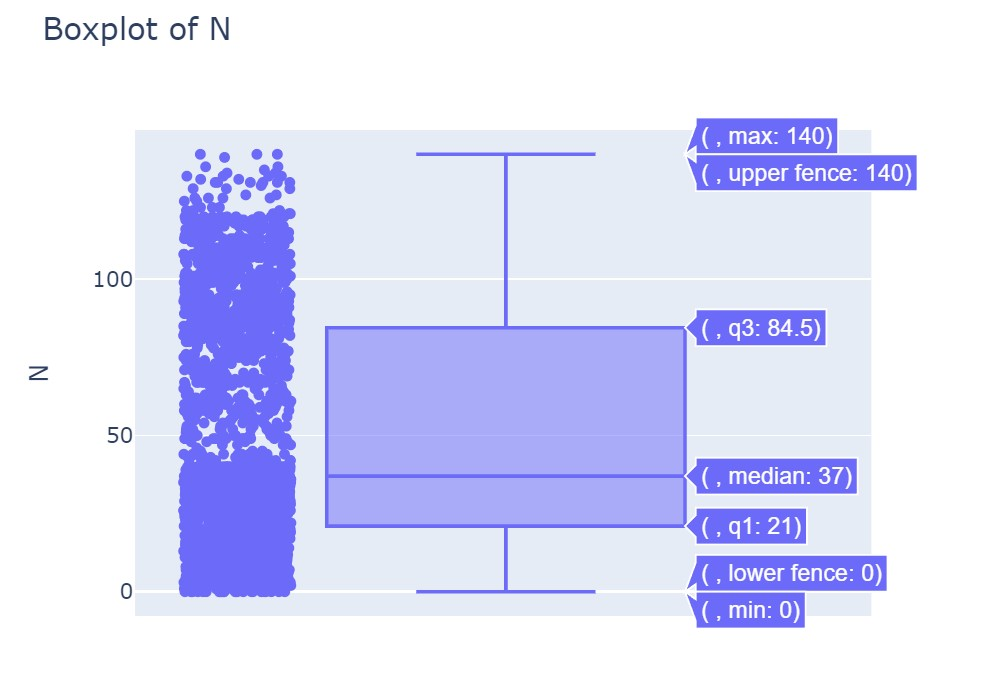 Boxplot of N
( , max: 140)
( , upper fence: 140)
100
( , q3: 84.5)
N
50
( , median: 37)
( , q1: 21)
( , lower fence: 0)
0
( , min: 0)